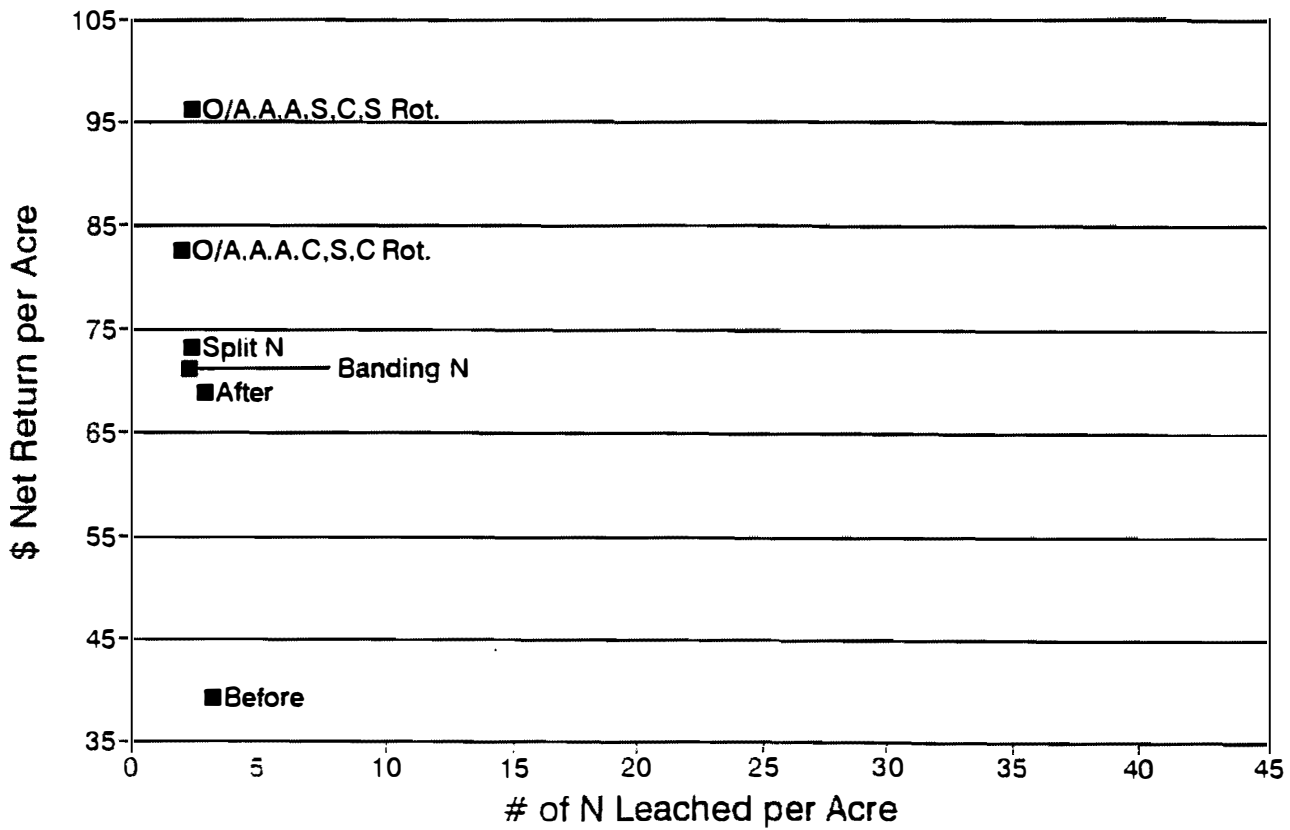 $ Net Return per Acre
105
O/A.A,A,S,C,S Rot.
95
85
O/A,A.A.C,S,C Rot.
75
Split N
Banding N
After
65
55
45
Before
35
0 5 10 15 20 25 30 35 40 45
# of N Leached per Acre